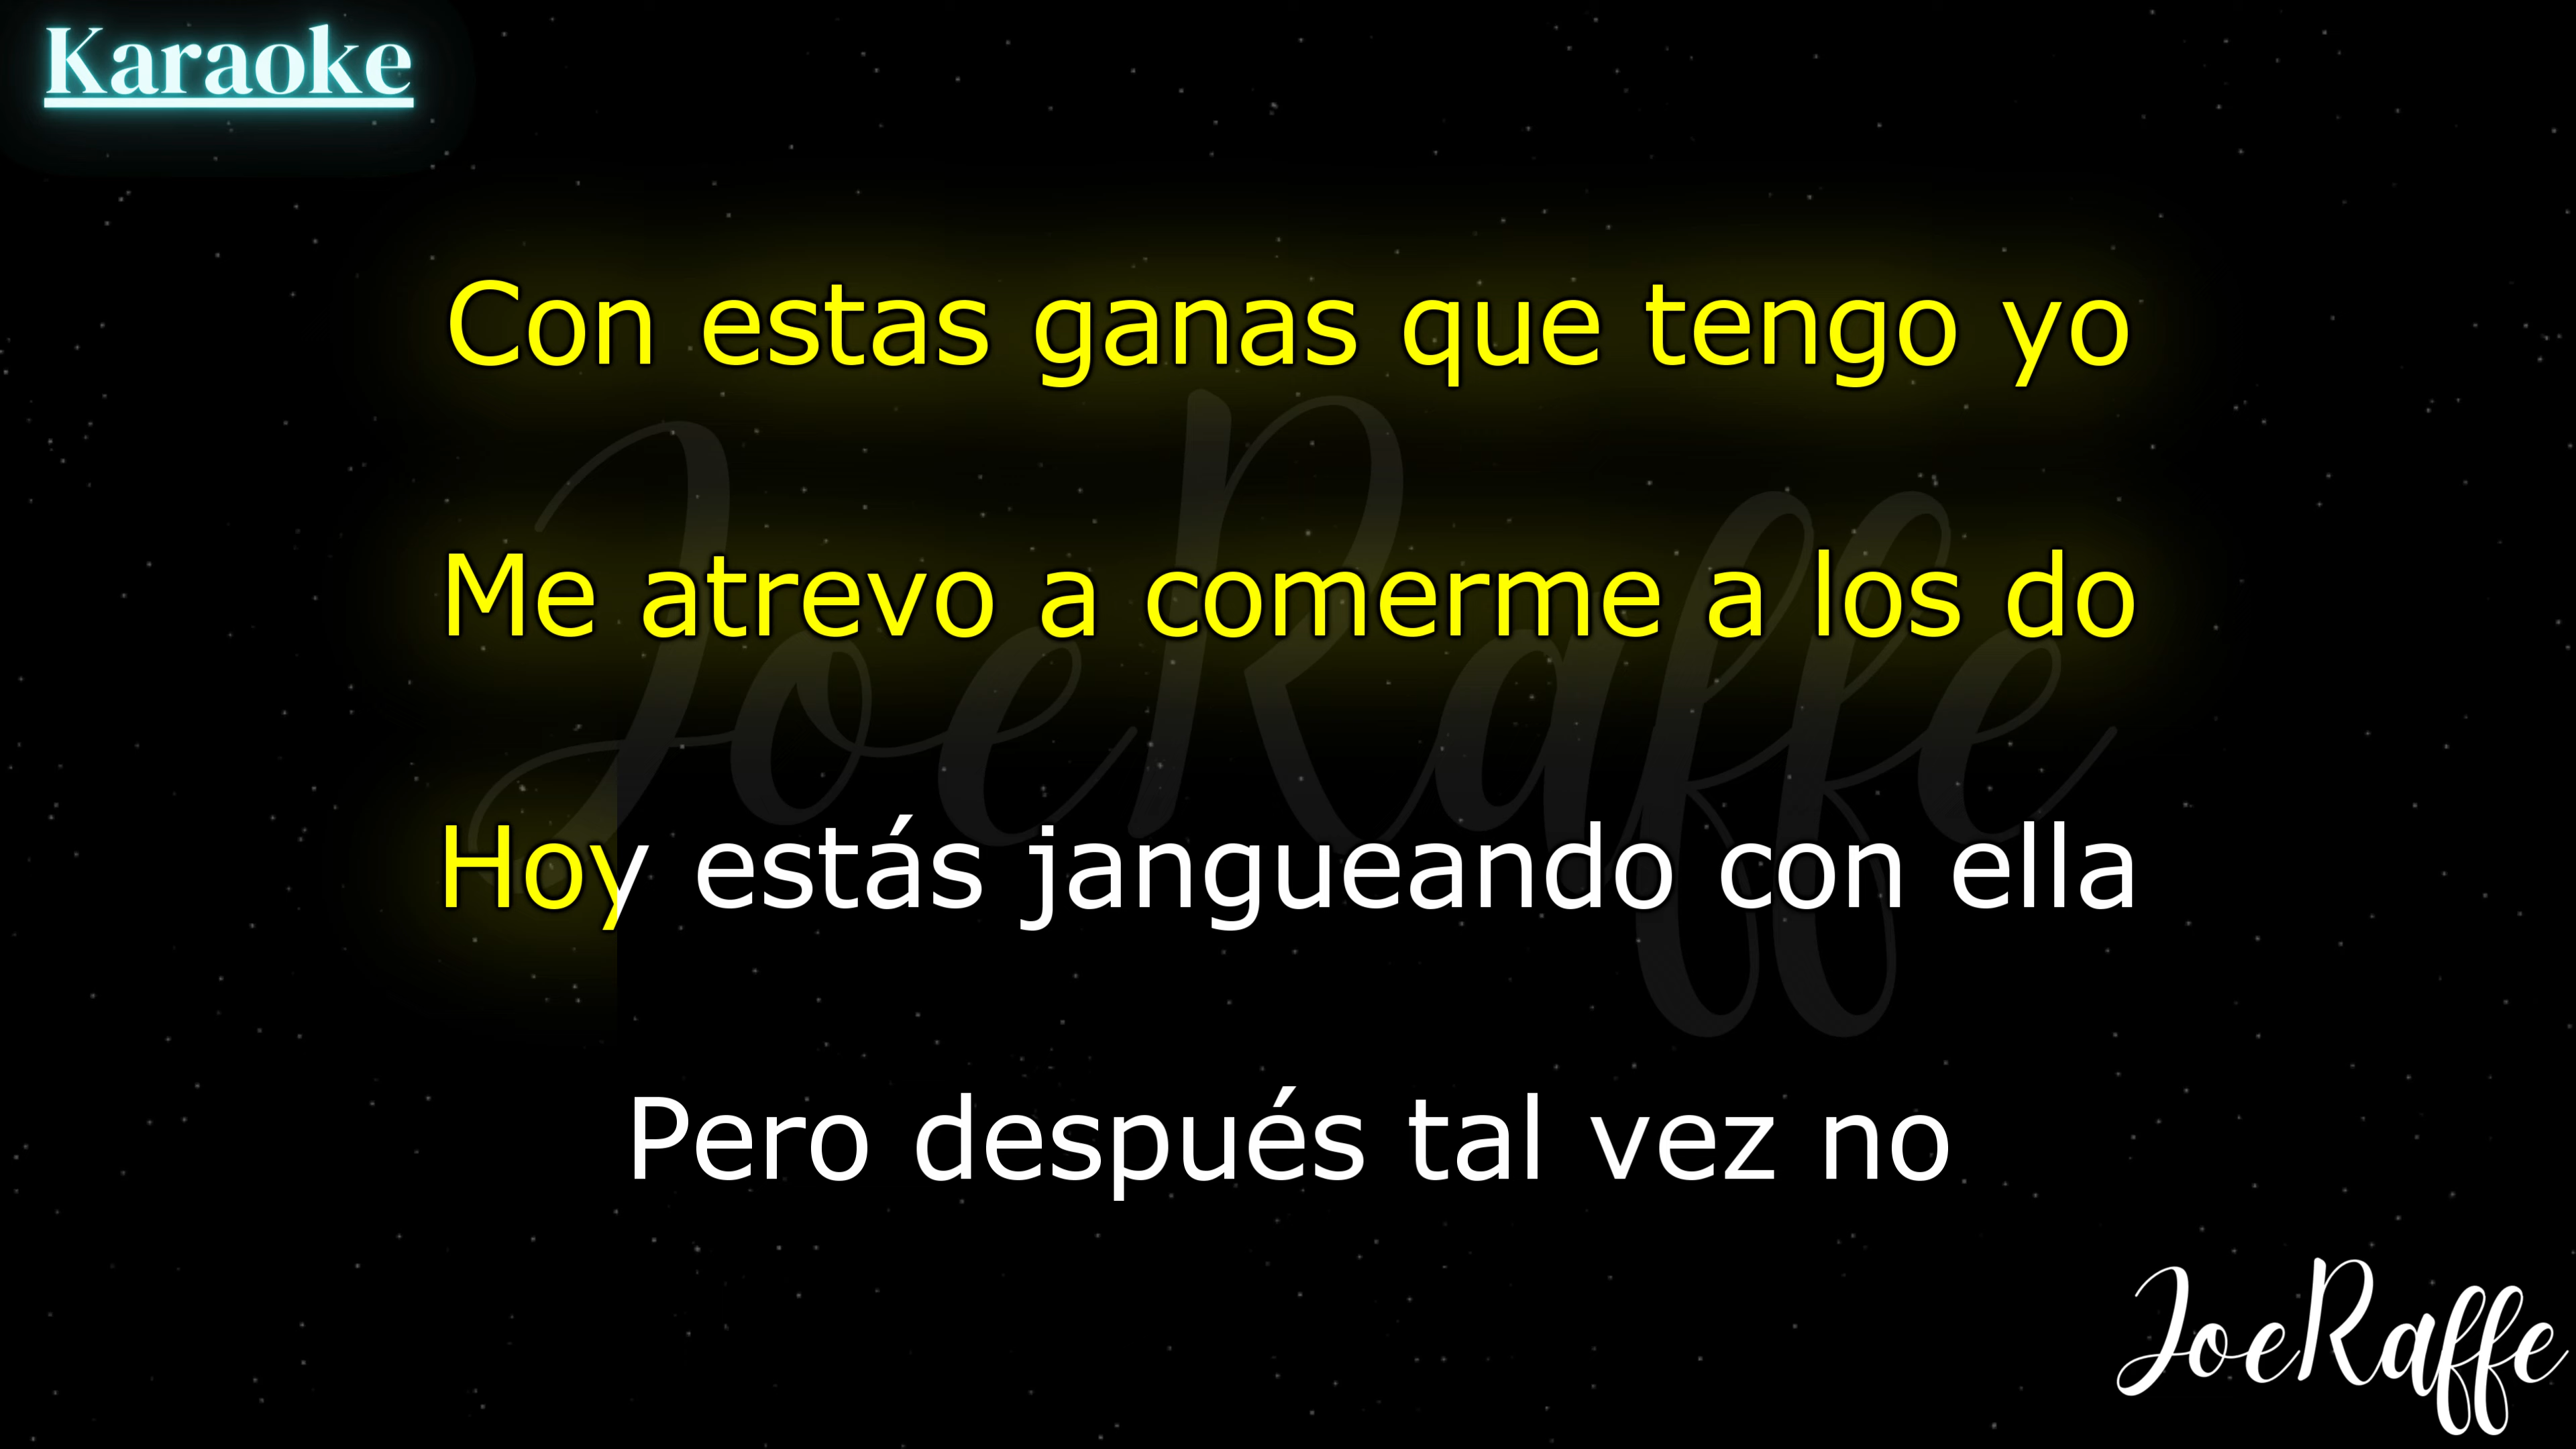 Karaoke
Con estas ganas que tengo yo
Me atrevo a comerme a los do
Hoy estás jangueando con ella
Pero después tal vez no
JoeRaffe
JoeRaffe